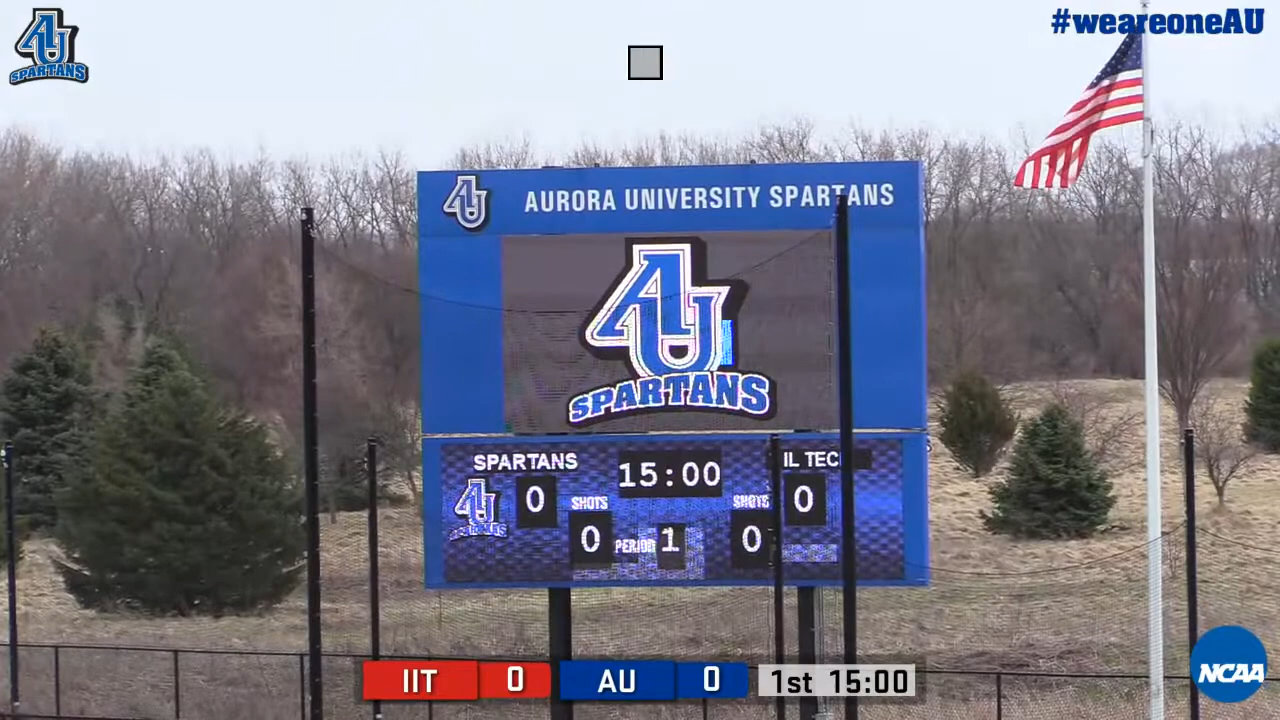 AU
SPARTANS
#weareoneAU
AU
AURORA UNIVERSITY SPARTANS
AU
SPARTANS
SPARTANS
15:00
IL TEC
AU
SPARTANS
0
SHOTS
0
PERIOD
1
SHOTS
0
0
IIT 0 AU 0 1st 15:00
NCAA